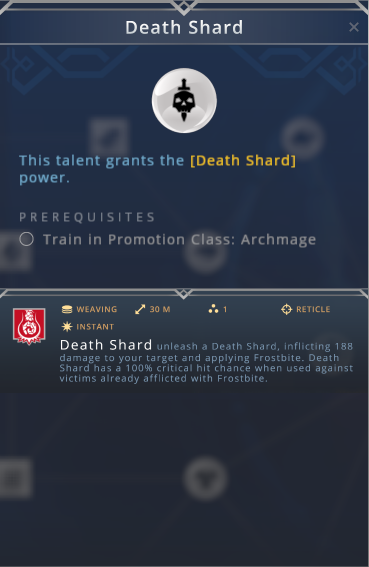 Death Shard
This talent grants the [Death Shard]
power.
PREREQUISITES
Train in Promotion Class: Archmage
WEAVING 30 M 1 RETICLE
INSTANT
Death Shard unleash a Death Shard, inflicting 188
damage to your target and applying Frostbite. Death
Shard has a 100% critical hit chance when used against
victims already afflicted with Frostbite.